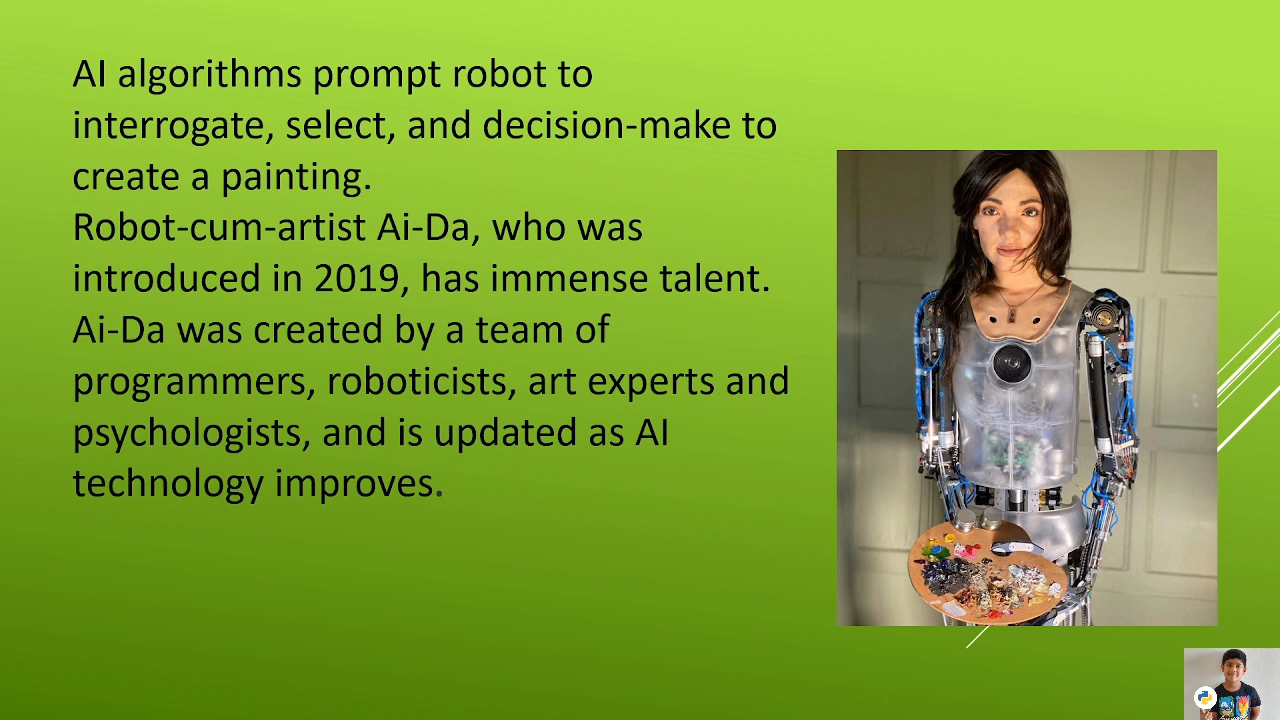 AI algorithms prompt robot to
interrogate, select, and decision-make to
create a painting.
Robot-cum-artist Ai-Da, who was
introduced in 2019, has immense talent.
Ai-Da was created by a team of
programmers, roboticists, art experts and
psychologists, and is updated as AI
technology improves.